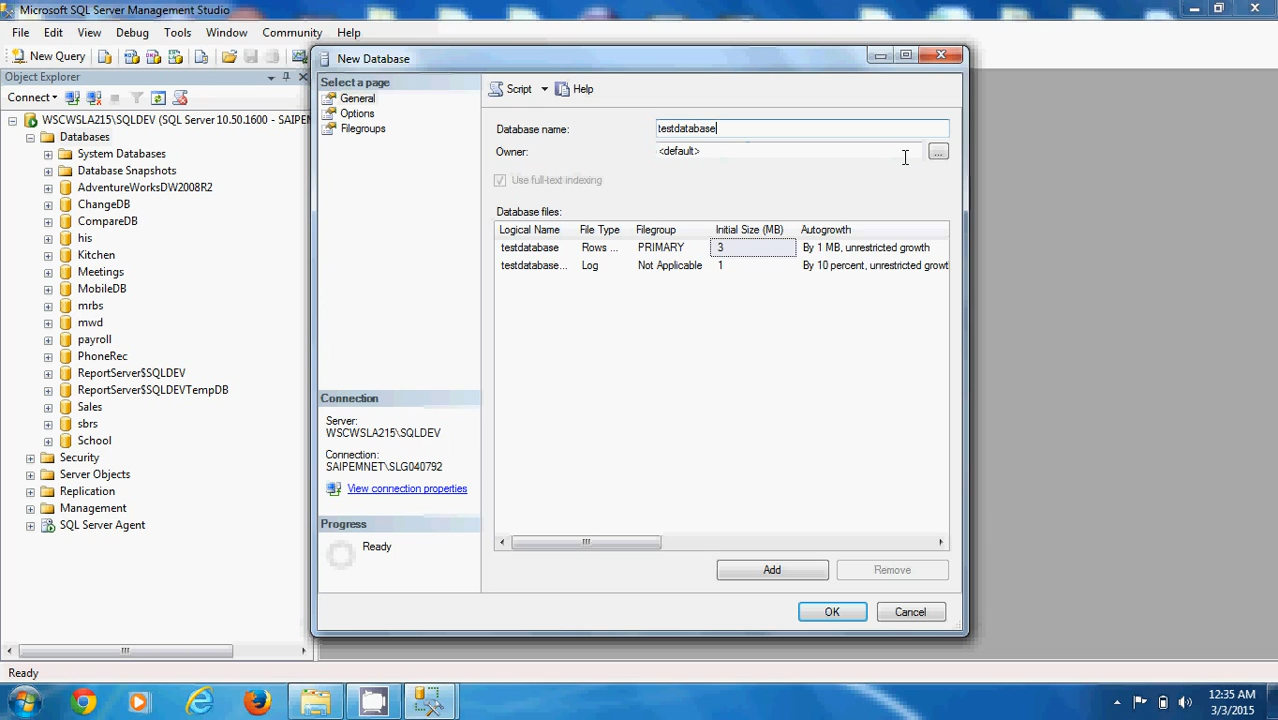 Microsoft SQL Server Management Studio
File Edit View Debug Tools Window Community Help
New Query
Object Explorer
Connect
WSCWSLA215\SQLDEV (SQL Server 10.50.1600 - SAIPEM
Databases
System Databases
Database Snapshots
AdventureWorksDW2008R2
ChangeDB
CompareDB
his
Kitchen
Meetings
MobileDB
mrbs
mwd
payroll
PhoneRec
ReportServer$SQLDEV
ReportServer$SQLDEVTempDB
Sales
sbrs
School
Security
Server Objects
Replication
Management
SQL Server Agent
New Database
Select a page
General
Options
Filegroups
Connection
Server:
WSCWSLA215\SQLDEV
Connection:
SAIPEMNET\SLG040792
View connection properties
Progress
Ready
Script Help
Database name: testdatabase
Owner: <default> ...
Use full-text indexing
Database files:
Logical Name File Type Filegroup Initial Size (MB) Autogrowth
testdatabase Rows ... PRIMARY 3 By 1 MB, unrestricted growth
testdatabase... Log Not Applicable 1 By 10 percent, unrestricted growt
Add Remove
OK Cancel
Ready
12:35 AM
3/3/2015